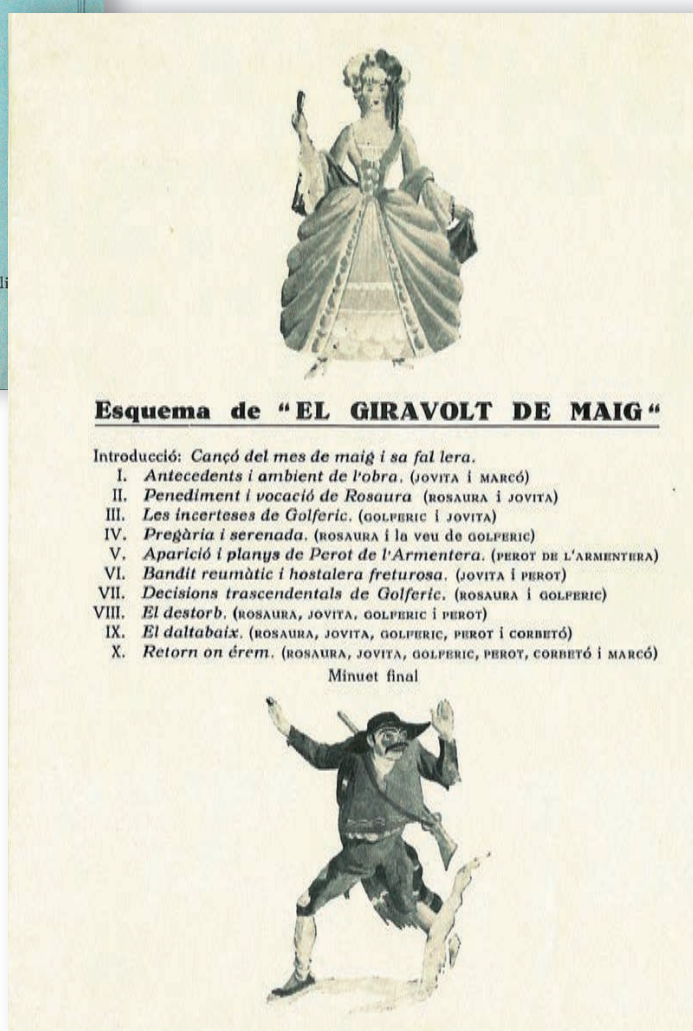 li
Esquema de "EL GIRAVOLT DE MAIG"
Introducció: Cançó del mes de maig i sa fal lera.
I. Antecedents i ambient de l'obra. (JOVITA i MARCÓ)
II. Penediment i vocació de Rosaura (ROSAURA i JOVITA)
III. Les incerteses de Golferic. (GOLFERIC i JOVITA)
IV. Pregària i serenada. (ROSAURA i la veu de GOLFERIC)
V. Aparició i planys de Perot de l'Armentera. (PEROT DE L'ARMENTERA)
VI. Bandit reumàtic i hostalera freturosa. (JOVITA i PEROT)
VII. Decisions trascendentals de Golferic. (ROSAURA i GOLFERIC)
VIII. El destorb. (ROSAURA, JOVITA, GOLFERIC i PEROT)
IX. El daltabaix. (ROSAURA, JOVITA, GOLFERIC, PEROT i CORBETÓ)
X. Retorn on érem. (ROSAURA, JOVITA, GOLFERIC, PEROT, CORBETÓ i MARCÓ)
Minuet final